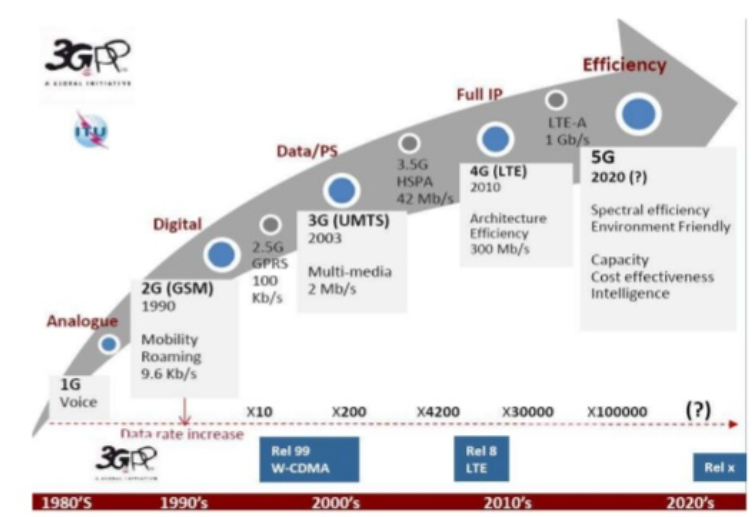 3GPP
A GLOBAL INITIATIVE
ITU
Efficiency
Full IP
LTE-A
1 Gb/s
Data/PS
3.5G
HSPA
42 Mb/s
5G
2020 (?)
Spectral efficiency
Environment Friendly
Capacity
Cost effectiveness
Intelligence
4G (LTE)
2010
Architecture
Efficiency
300 Mb/s
Digital
3G (UMTS)
2003
Multi-media
2 Mb/s
2.5G
GPRS
100
Kb/s
2G (GSM)
1990
Mobility
Roaming
9.6 Kb/s
Analogue
1G
Voice
X10 X200 X4200 X30000 X100000 (?)
Data rate increase
3GPP
A GLOBAL INITIATIVE
Rel 99
W-CDMA
Rel 8
LTE
Rel x
1980'S 1990's 2000's 2010's 2020's